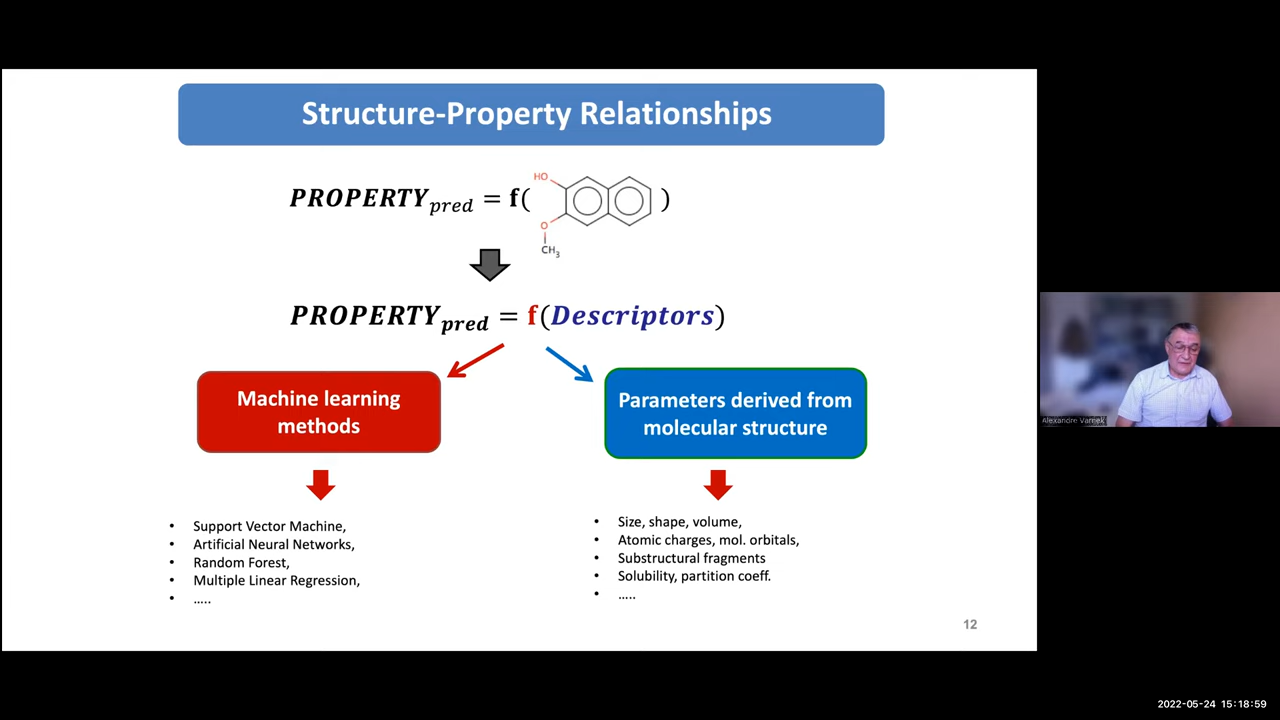 Structure-Property Relationships
PROPERTYpred = f( )
HO
O
CH3
PROPERTYpred = f(Descriptors)
Machine learning
methods
Parameters derived from
molecular structure
• Support Vector Machine,
• Artificial Neural Networks,
• Random Forest,
• Multiple Linear Regression,
• .....
• Size, shape, volume,
• Atomic charges, mol. orbitals,
• Substructural fragments
• Solubility, partition coeff.
• .....
12
Alexandre Varnek
2022-05-24 15:18:59